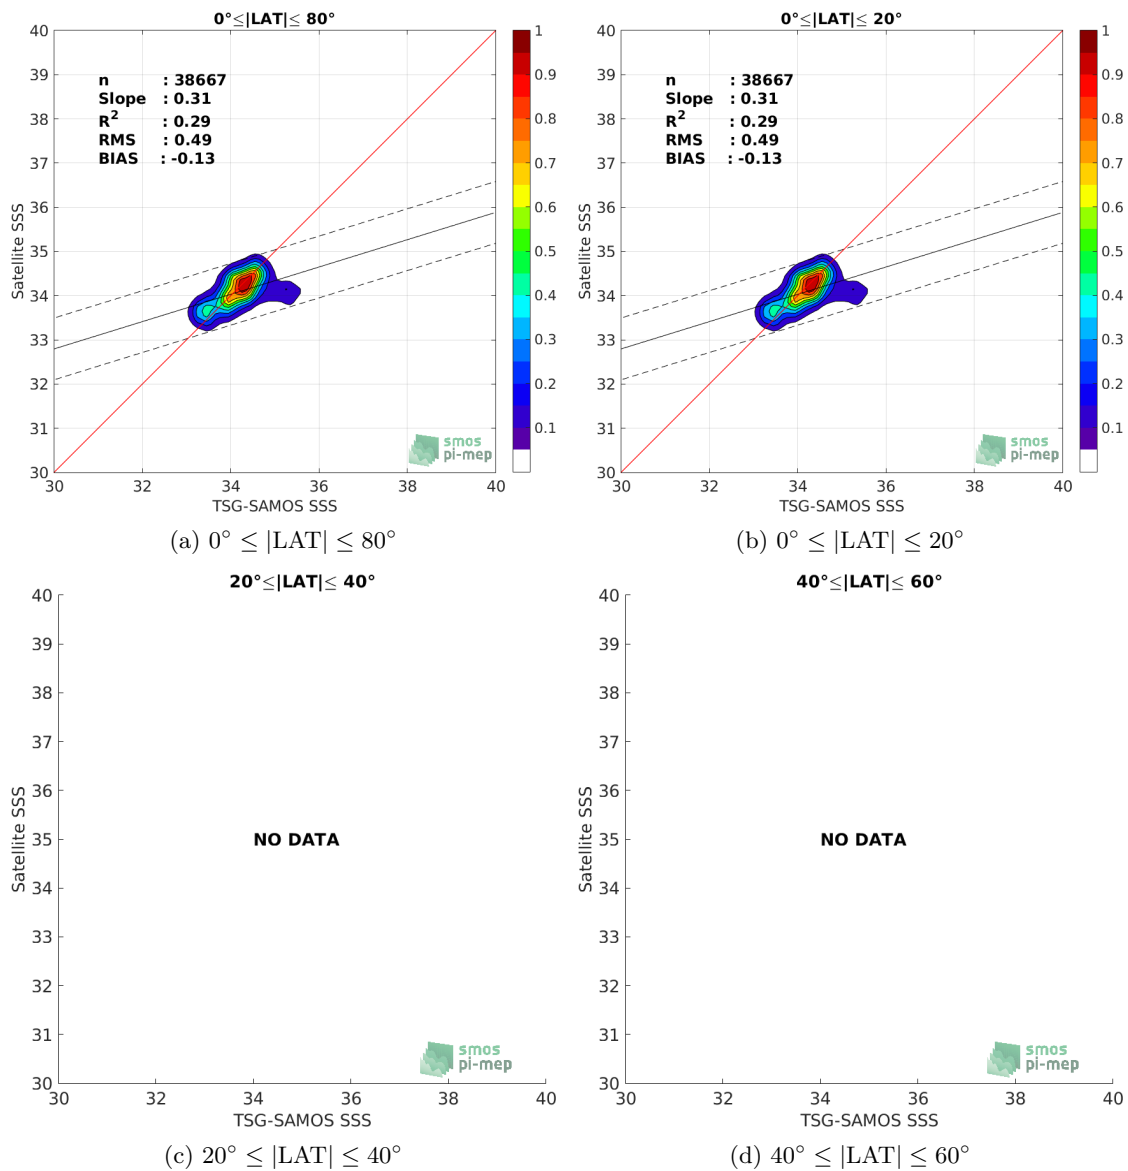 0°≤|LAT|≤ 80°
40
39
38
37
36
35
34
33
32
31
30
Satellite SSS
n : 38667
Slope : 0.31
R² : 0.29
RMS : 0.49
BIAS : -0.13
1
0.9
0.8
0.7
0.6
0.5
0.4
0.3
0.2
0.1
smos
pi-mep
30 32 34 36 38 40
TSG-SAMOS SSS
(a) 0° ≤ |LAT| ≤ 80°
0°≤|LAT|≤ 20°
40
39
38
37
36
35
34
33
32
31
30
Satellite SSS
n : 38667
Slope : 0.31
R² : 0.29
RMS : 0.49
BIAS : -0.13
1
0.9
0.8
0.7
0.6
0.5
0.4
0.3
0.2
0.1
smos
pi-mep
30 32 34 36 38 40
TSG-SAMOS SSS
(b) 0° ≤ |LAT| ≤ 20°
20°≤|LAT|≤ 40°
40
39
38
37
36
35
34
33
32
31
30
Satellite SSS
NO DATA
smos
pi-mep
30 32 34 36 38 40
TSG-SAMOS SSS
(c) 20° ≤ |LAT| ≤ 40°
40°≤|LAT|≤ 60°
40
39
38
37
36
35
34
33
32
31
30
Satellite SSS
NO DATA
smos
pi-mep
30 32 34 36 38 40
TSG-SAMOS SSS
(d) 40° ≤ |LAT| ≤ 60°